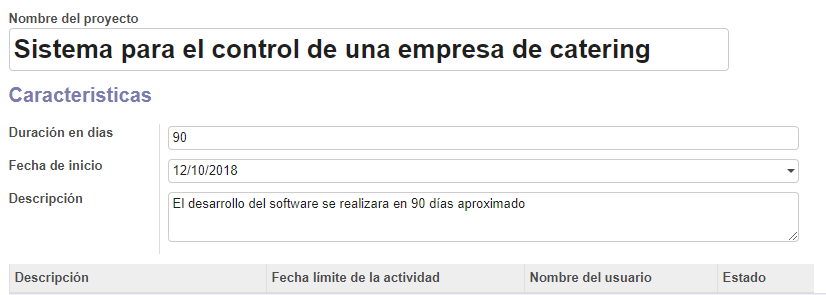 Nombre del proyecto
Sistema para el control de una empresa de catering
Caracteristicas
Duración en dias 90
Fecha de inicio 12/10/2018
Descripción El desarrollo del software se realizara en 90 días aproximado
Descripción Fecha límite de la actividad Nombre del usuario Estado